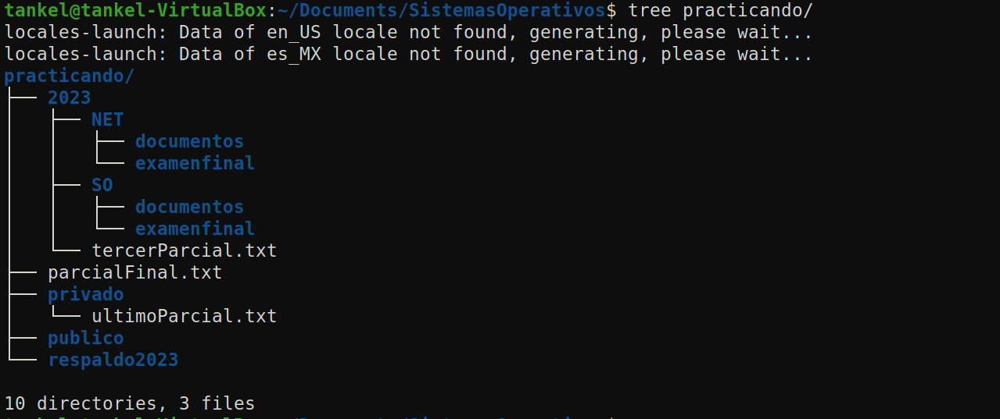 tankel@tankel-VirtualBox:~/Documents/SistemasOperativos$ tree practicando/
locales-launch: Data of en_US locale not found, generating, please wait...
locales-launch: Data of es_MX locale not found, generating, please wait...
practicando/
├── 2023
│   ├── NET
│   │   ├── documentos
│   │   └── examenfinal
│   ├── SO
│   │   ├── documentos
│   │   └── examenfinal
│   └── tercerParcial.txt
├── parcialFinal.txt
├── privado
│   └── ultimoParcial.txt
├── publico
└── respaldo2023
10 directories, 3 files